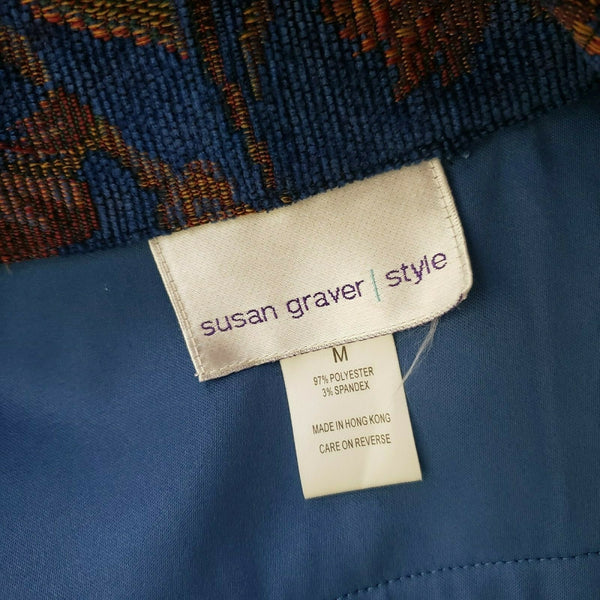 susan graver | style
M
97% POLYESTER
3% SPANDEX
MADE IN HONG KONG
CARE ON REVERSE